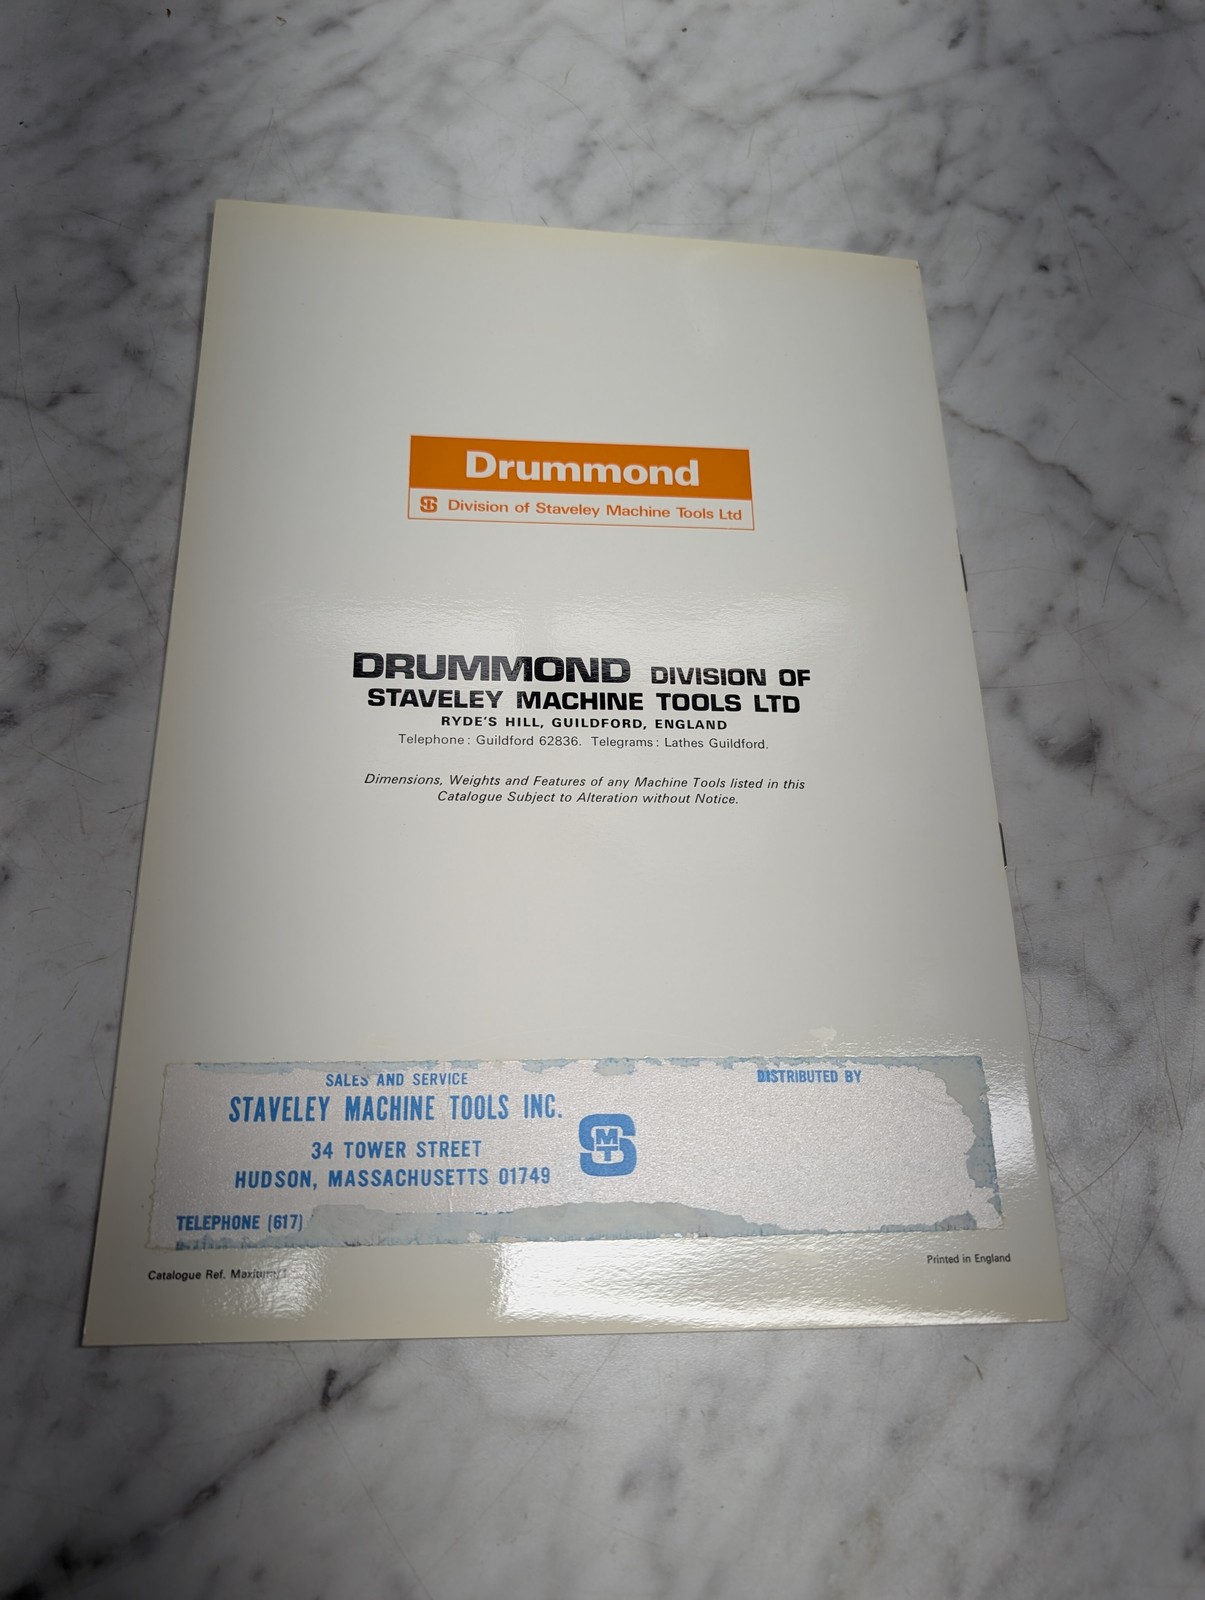 Drummond
Division of Staveley Machine Tools Ltd
DRUMMOND DIVISION OF
STAVELEY MACHINE TOOLS LTD
RYDE'S HILL, GUILDFORD, ENGLAND
Telephone: Guildford 62836. Telegrams: Lathes Guildford.
Dimensions, Weights and Features of any Machine Tools listed in this
Catalogue Subject to Alteration without Notice.
SALES AND SERVICE
STAVELEY MACHINE TOOLS INC.
34 TOWER STREET
HUDSON, MASSACHUSETTS 01749
TELEPHONE (617)
SMT
DISTRIBUTED BY
Catalogue Ref.
Printed in England